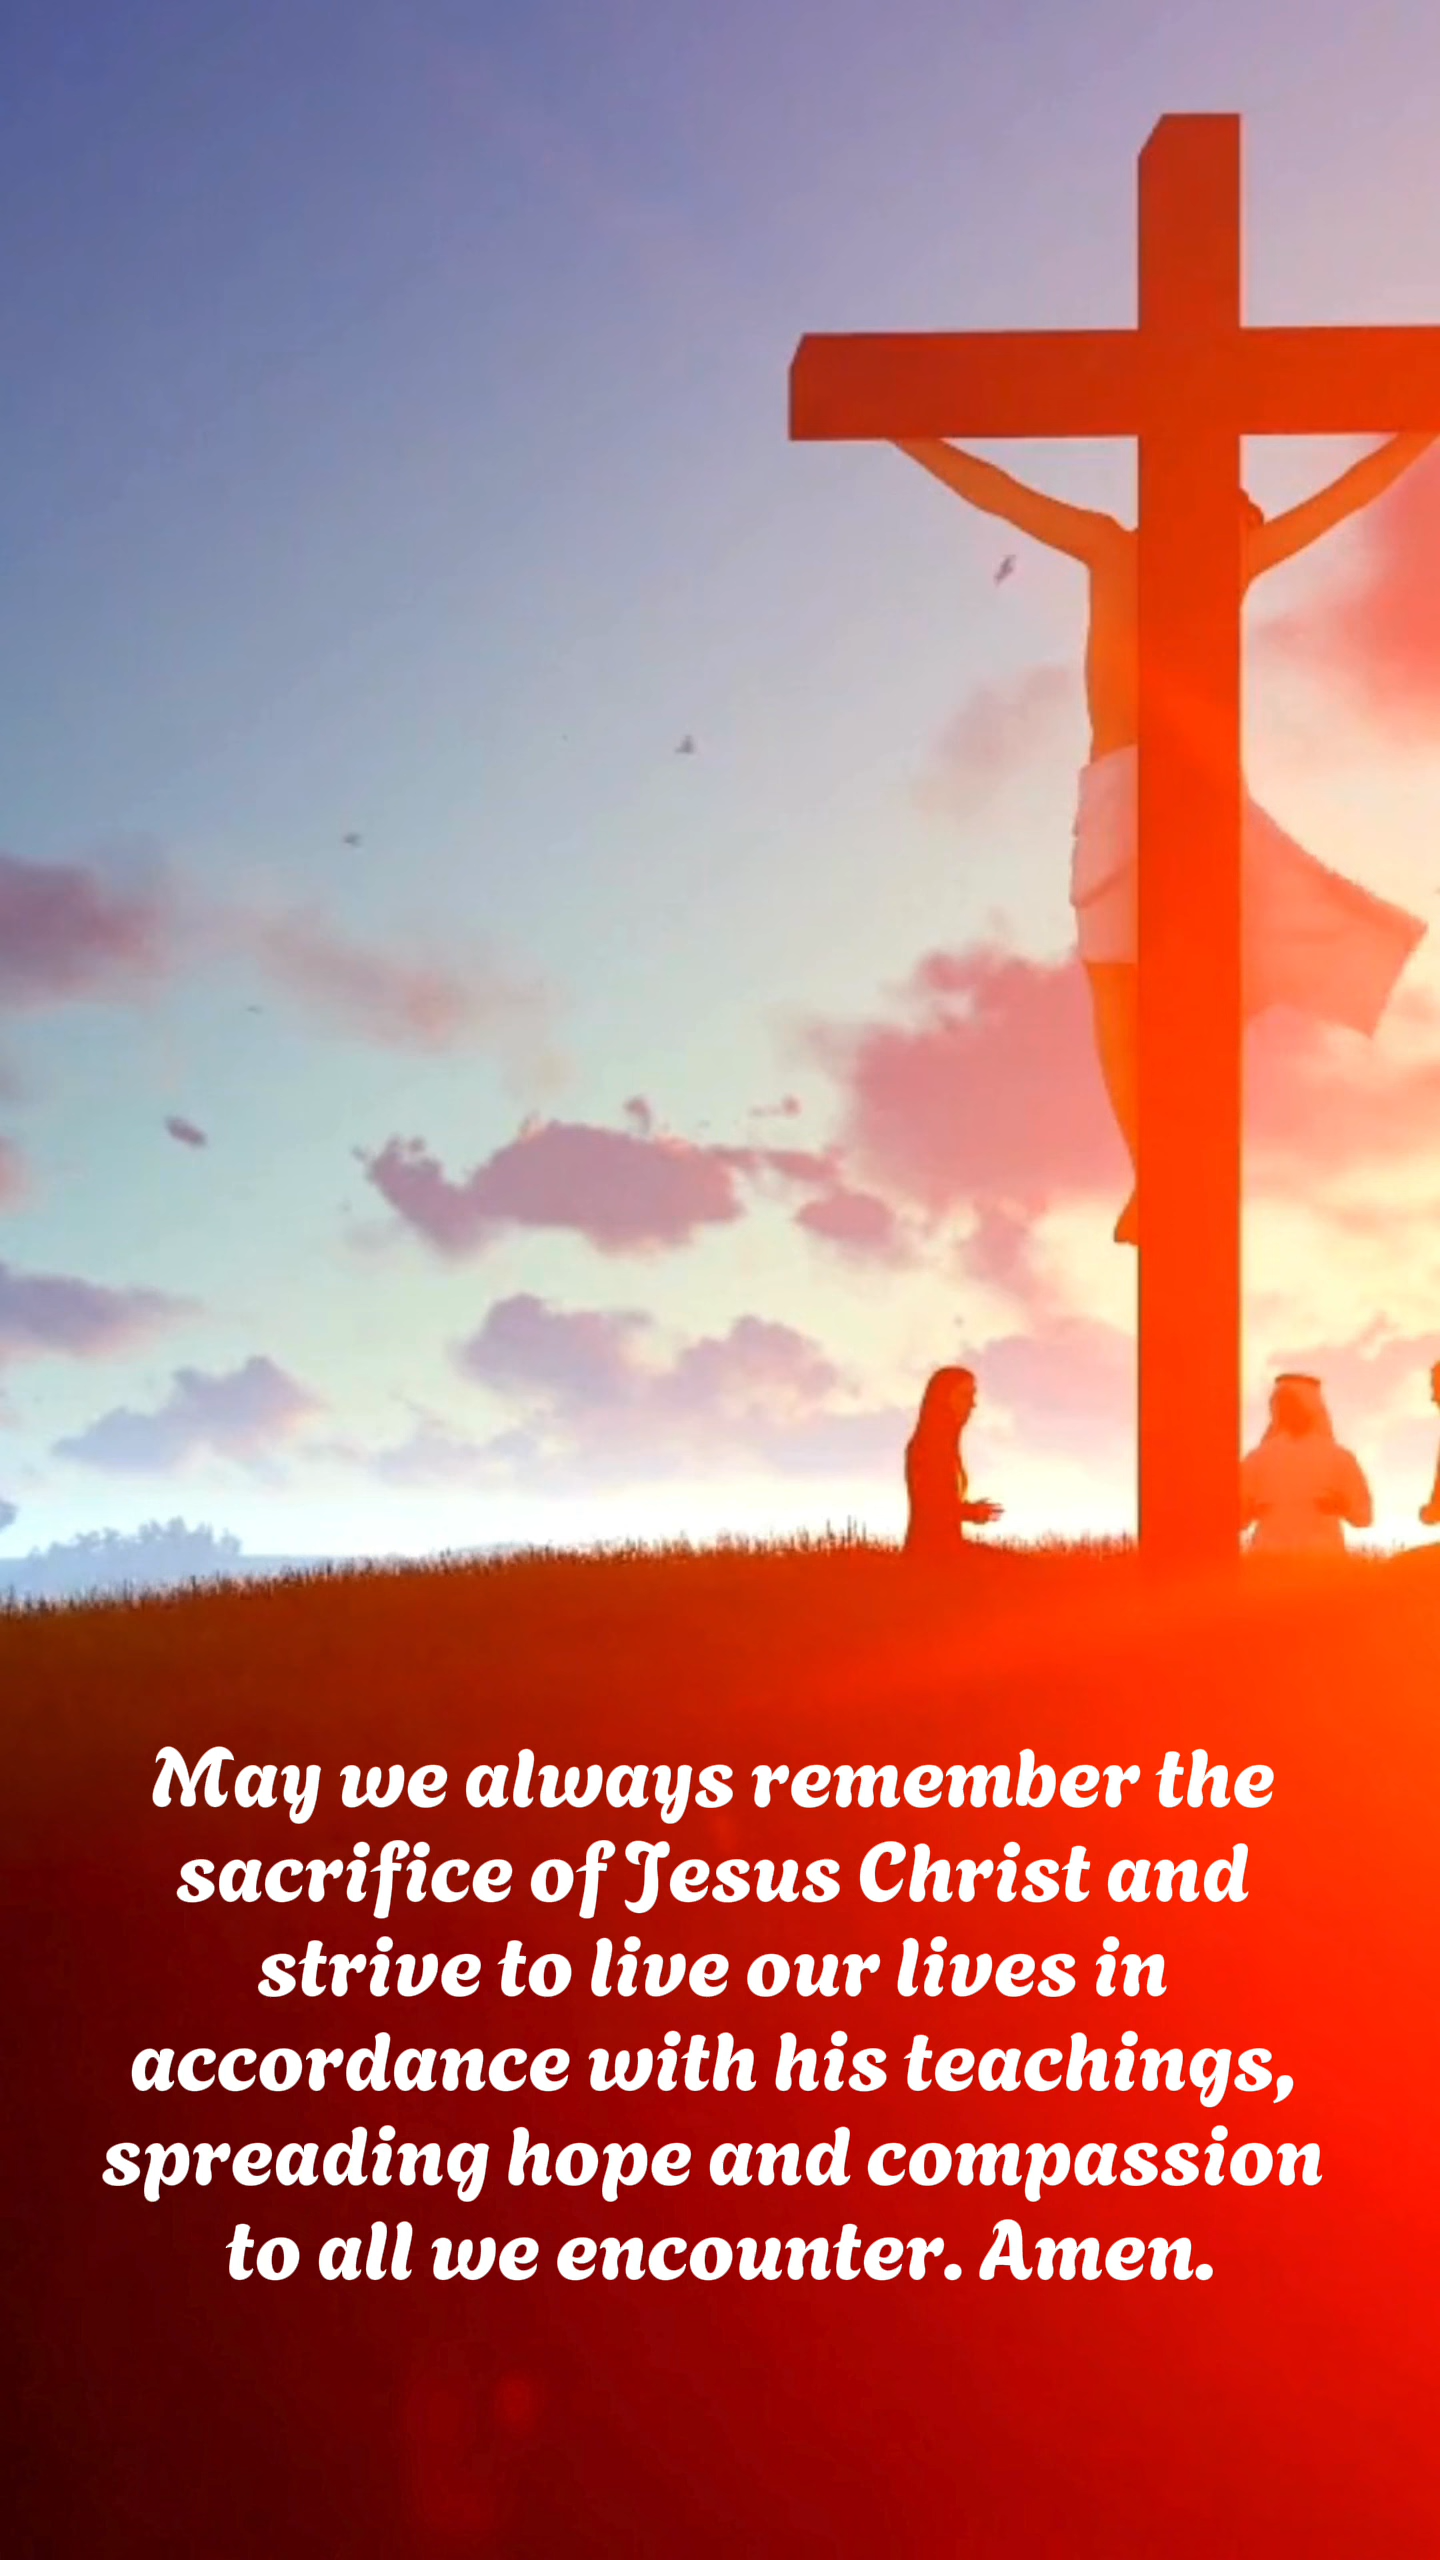 May we always remember the
sacrifice of Jesus Christ and
strive to live our lives in
accordance with his teachings,
spreading hope and compassion
to all we encounter. Amen.